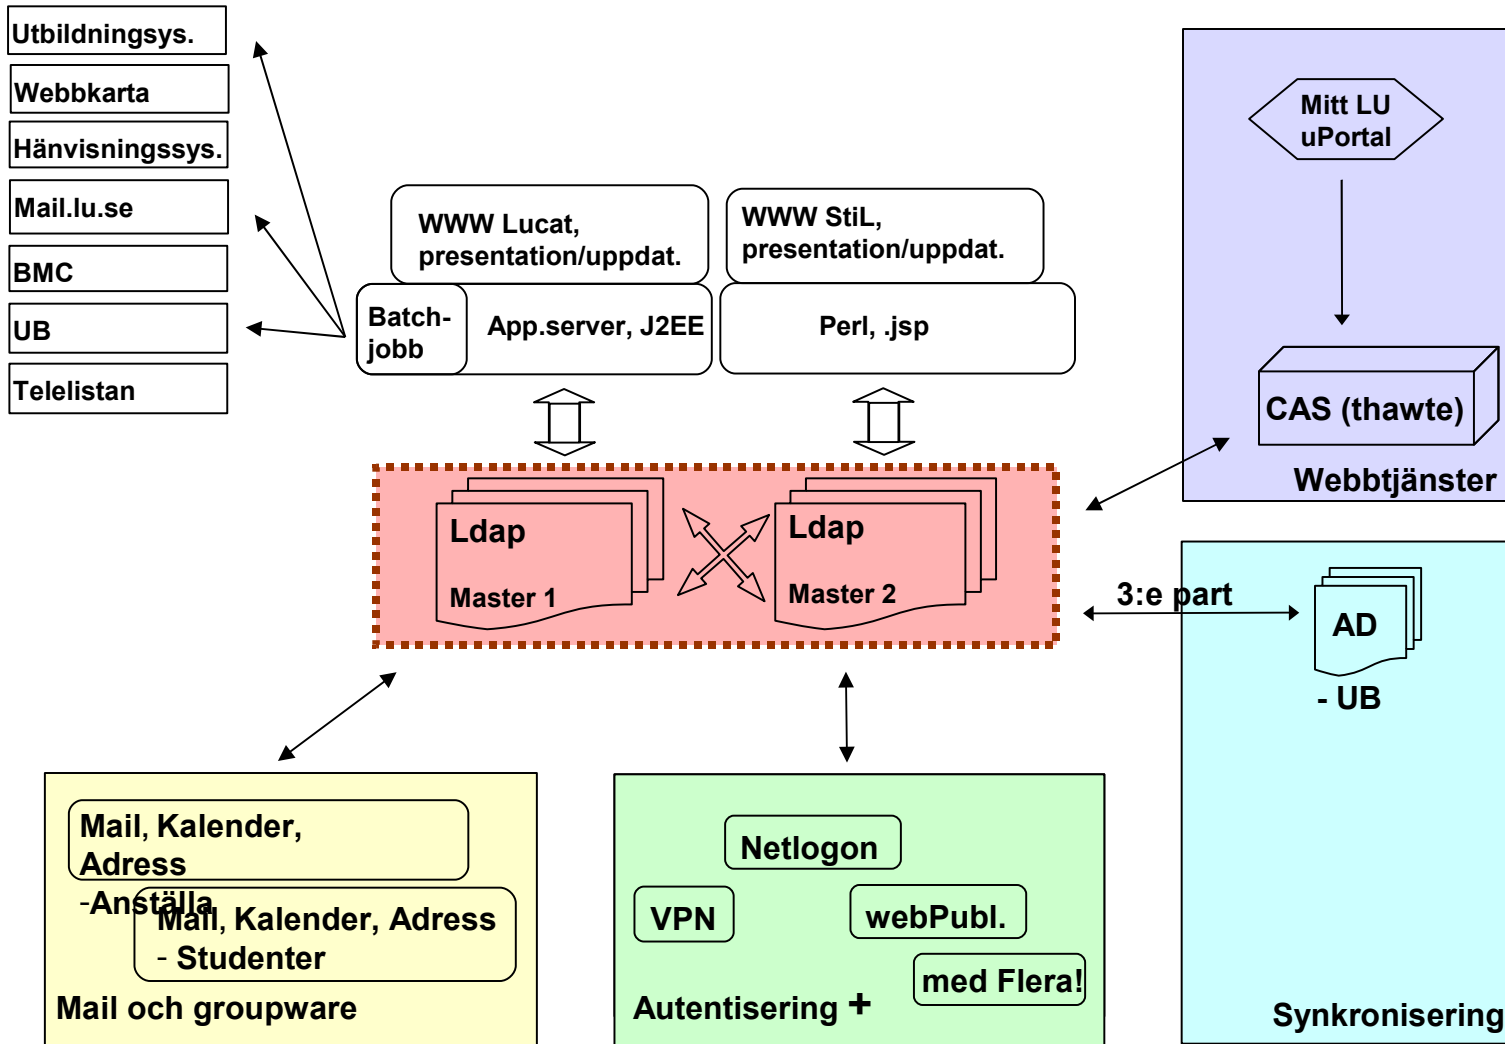 Utbildningsys.
Webbkarta
Hänvisningssys.
Mail.lu.se
BMC
UB
Telelistan
WWW Lucat,
presentation/uppdat.
Batch-
jobb
App.server, J2EE
WWW StiL,
presentation/uppdat.
Perl, .jsp
Mitt LU
uPortal
CAS (thawte)
Webbtjänster
Ldap
Master 1
Ldap
Master 2
3:e part
AD
- UB
Synkronisering
Mail, Kalender,
Adress
-Anställa
Mail, Kalender, Adress
- Studenter
Mail och groupware
Netlogon
VPN
webPubl.
med Flera!
Autentisering +